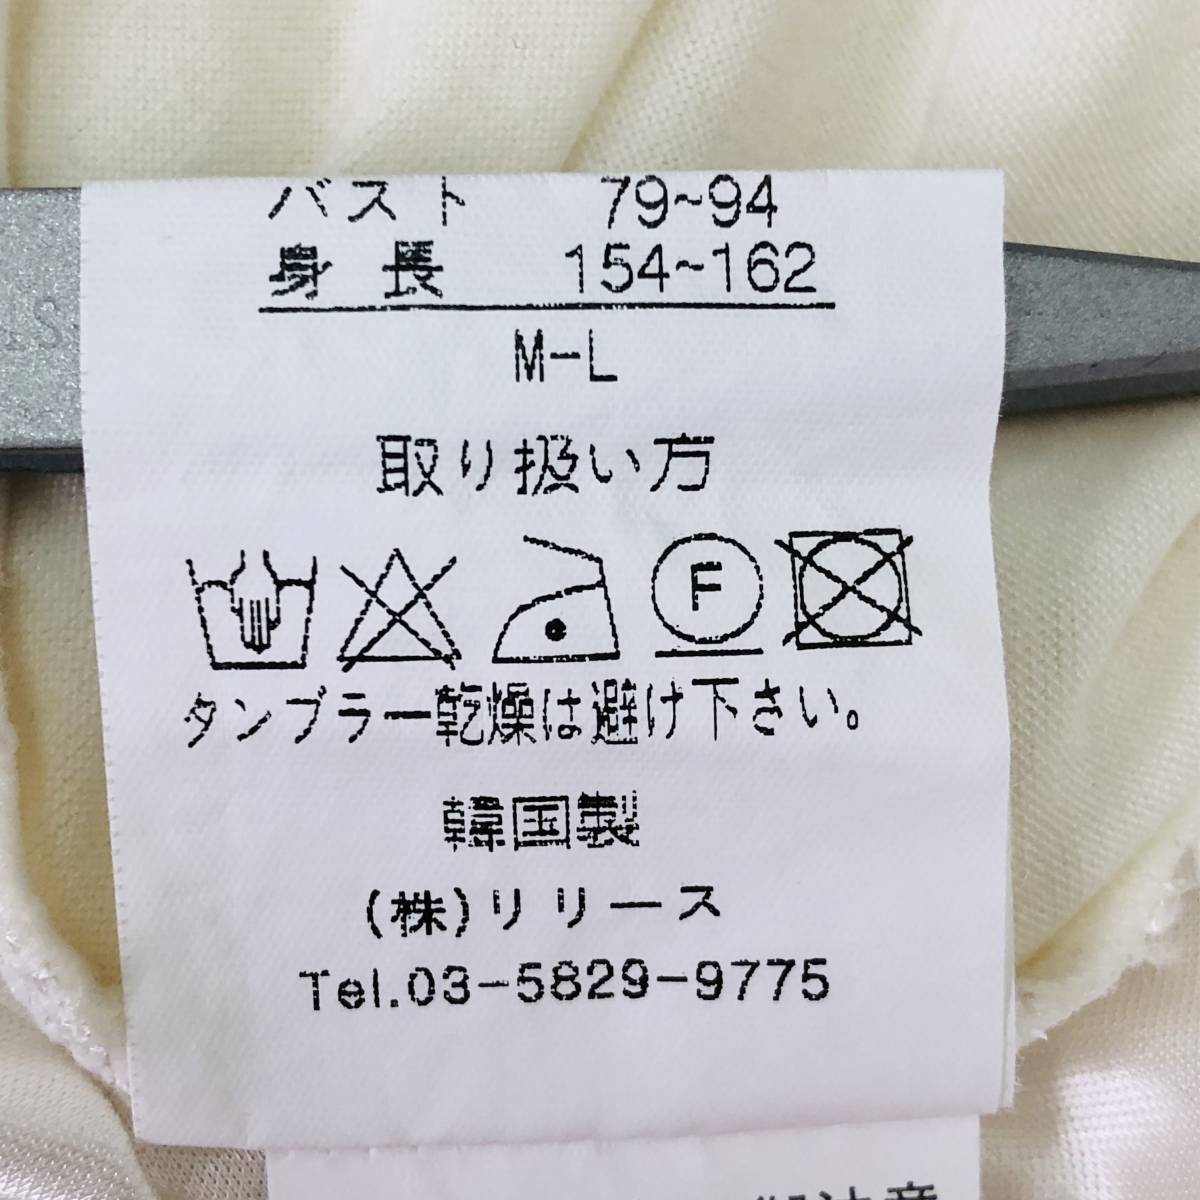 バスト 79~94
身長 154~162
M-L
取り扱い方
F
タンブラー乾燥は避け下さい。
韓国製
(株)リリース
Tel.03-5829-9775